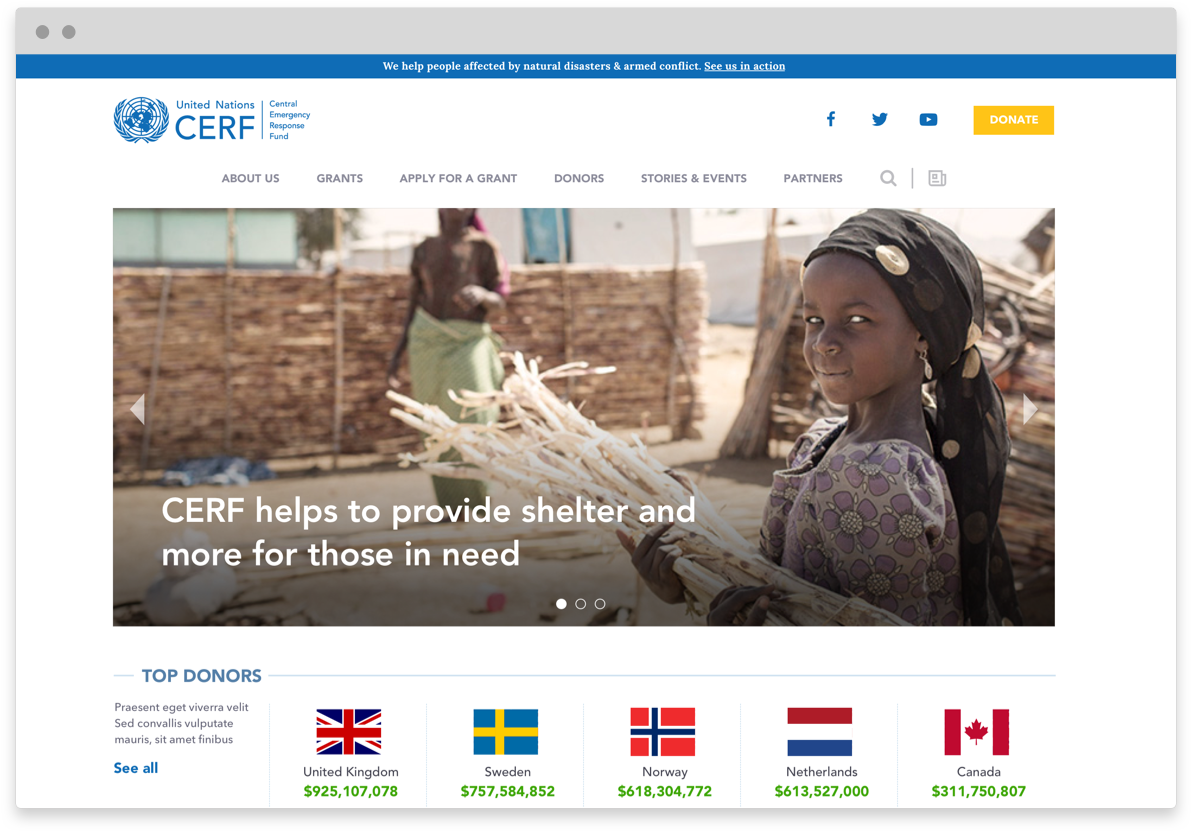 We help people affected by natural disasters & armed conflict. See us in action
United Nations
CERF
Central
Emergency
Response
Fund
DONATE
ABOUT US GRANTS APPLY FOR A GRANT DONORS STORIES & EVENTS PARTNERS
CERF helps to provide shelter and
more for those in need
TOP DONORS
Praesent eget viverra velit
Sed convallis vulputate
mauris, sit amet finibus
See all
United Kingdom Sweden Norway Netherlands Canada
$925,107,078 $757,584,852 $618,304,772 $613,527,000 $311,750,807